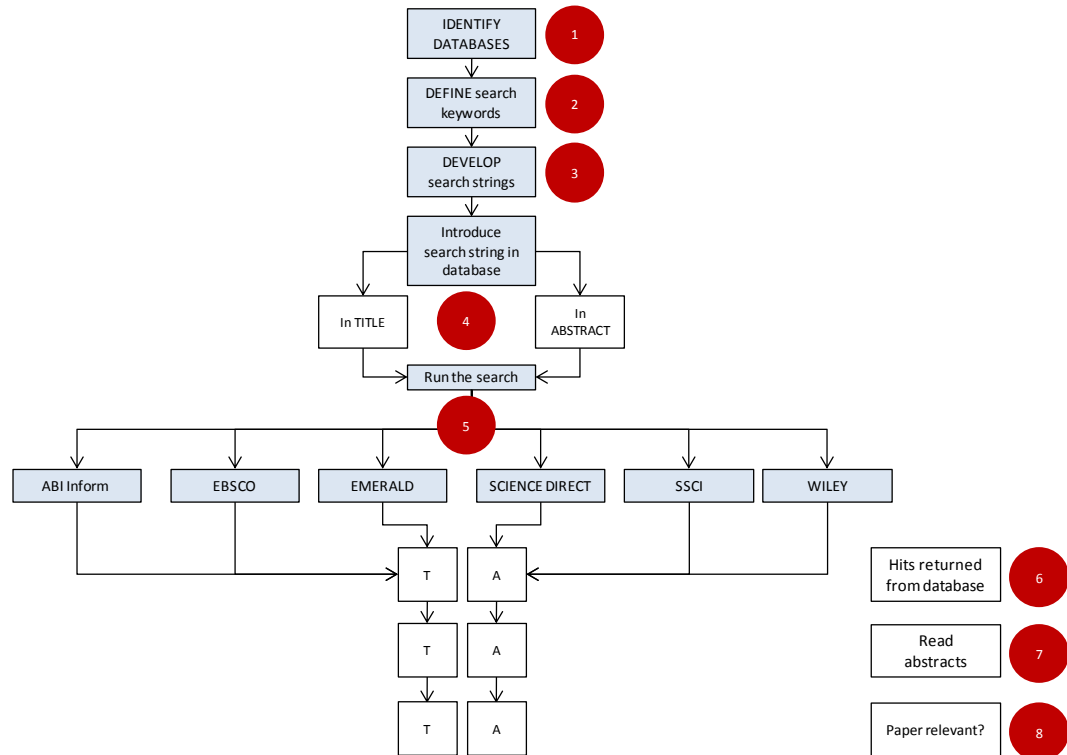 IDENTIFY
DATABASES
1
DEFINE search
keywords
2
DEVELOP
search strings
3
Introduce
search string in
database
In TITLE
4
In
ABSTRACT
Run the search
5
ABI Inform
EBSCO
EMERALD
SCIENCE DIRECT
SSCI
WILEY
T
A
Hits returned
from database
6
T
A
Read
abstracts
7
T
A
Paper relevant?
8